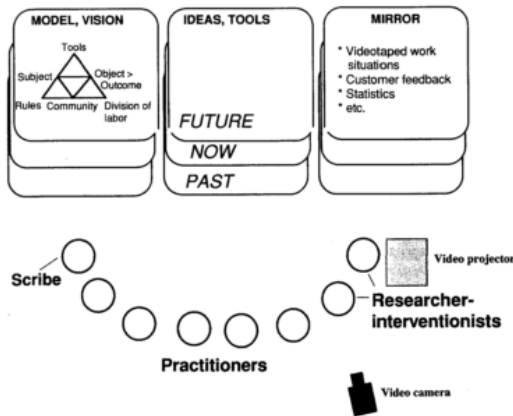 MODEL, VISION
Tools
Subject
Object >
Outcome
Rules
Community
Division of
labor
IDEAS, TOOLS
FUTURE
NOW
PAST
MIRROR
* Videotaped work
situations
* Customer feedback
* Statistics
* etc.
Scribe
Practitioners
Video projector
Researcher-
interventionists
Video camera